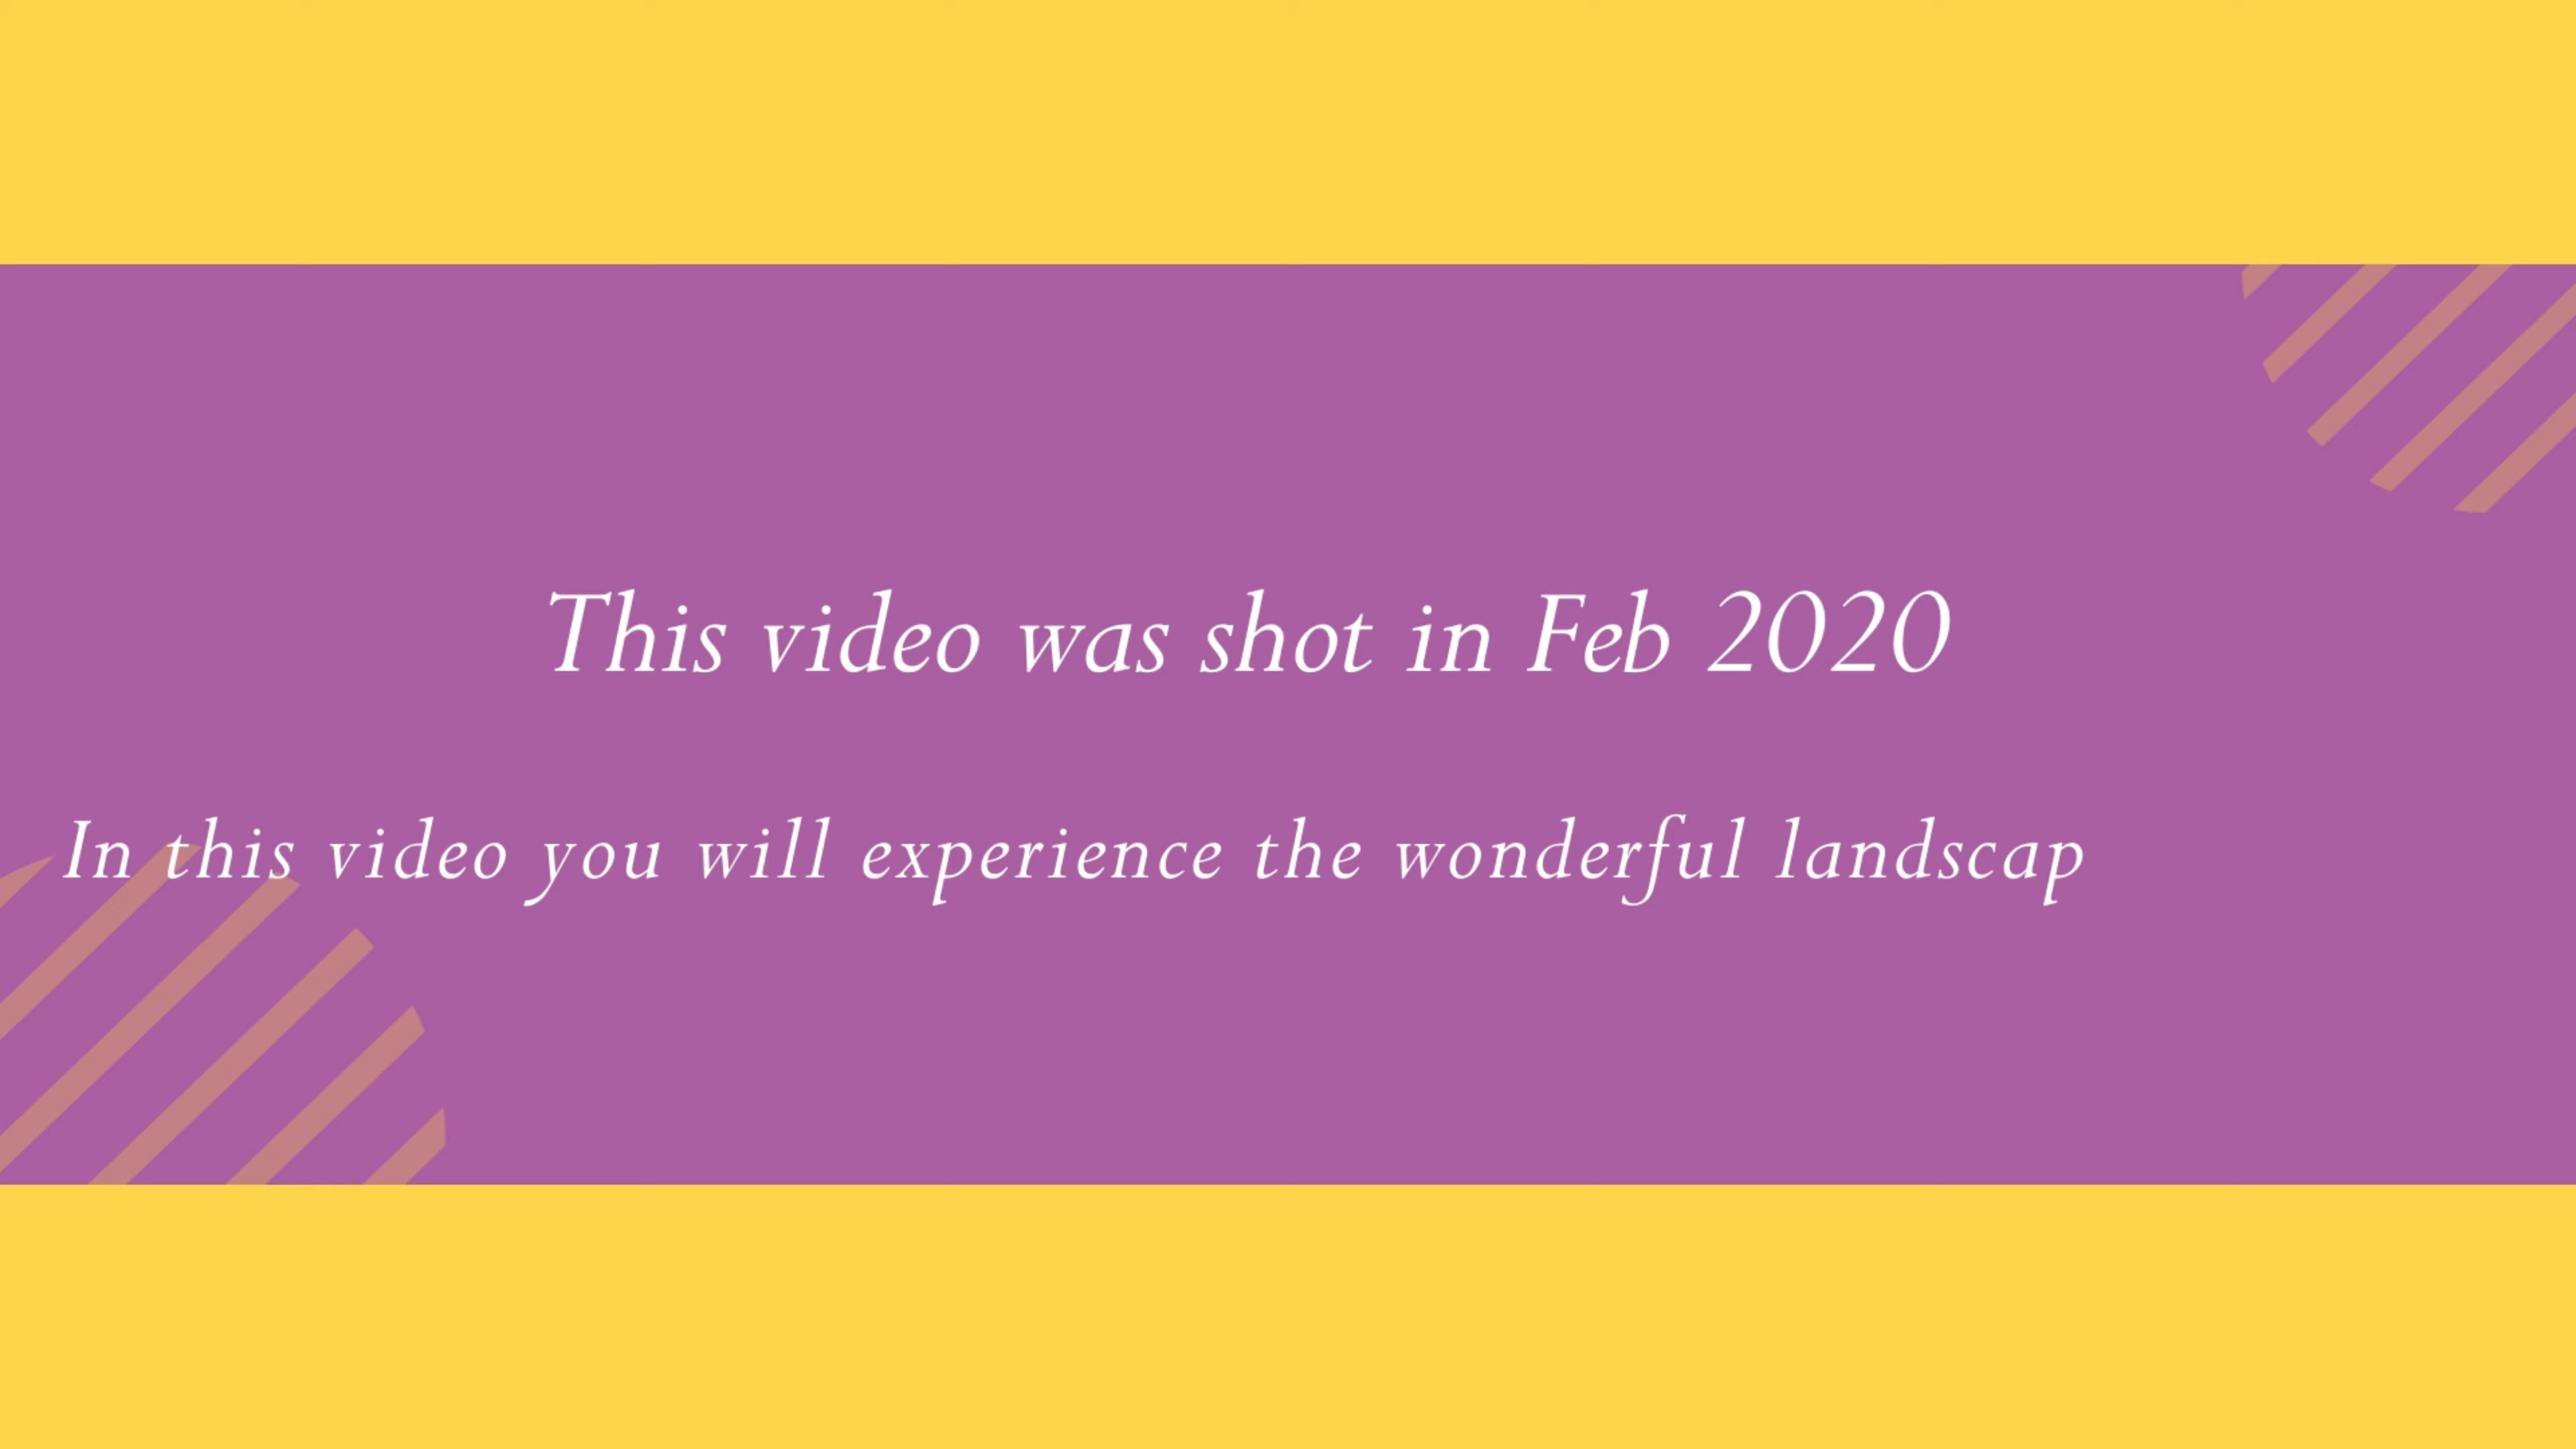 This video was shot in Feb 2020
In this video you will experience the wonderful landscap